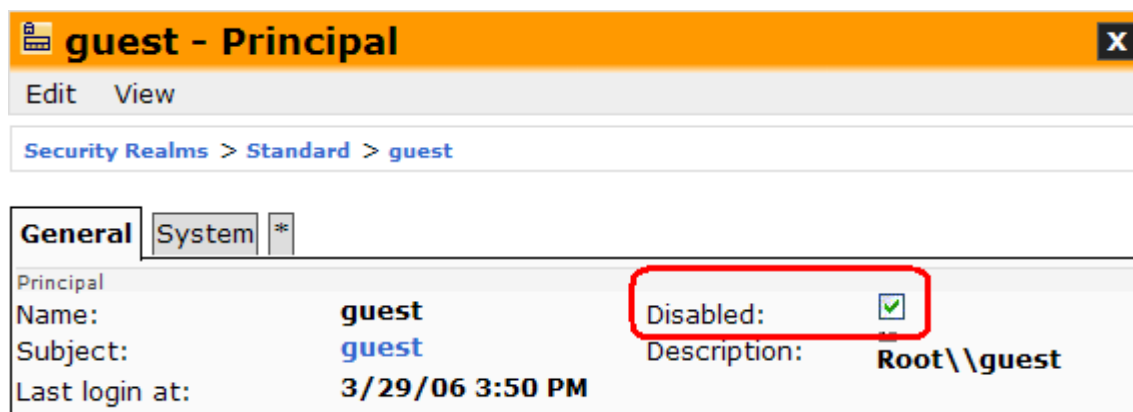 guest - Principal X
Edit View
Security Realms > Standard > guest
General System *
Principal
Name: guest Disabled:
Subject: guest Description: Root\\guest
Last login at: 3/29/06 3:50 PM